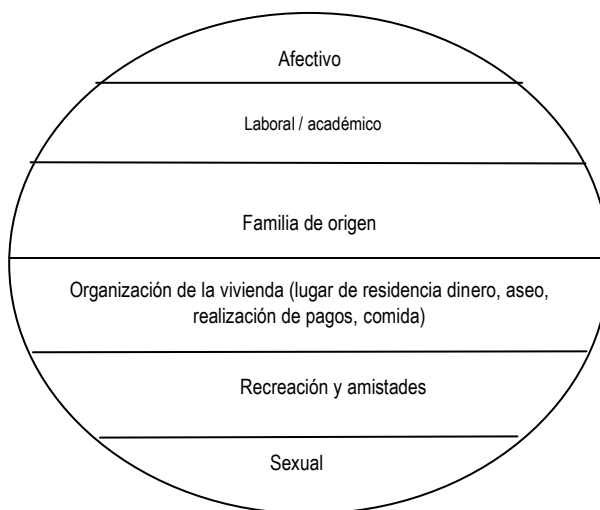 Afectivo
Laboral / académico
Familia de origen
Organización de la vivienda (lugar de residencia dinero, aseo,
realización de pagos, comida)
Recreación y amistades
Sexual